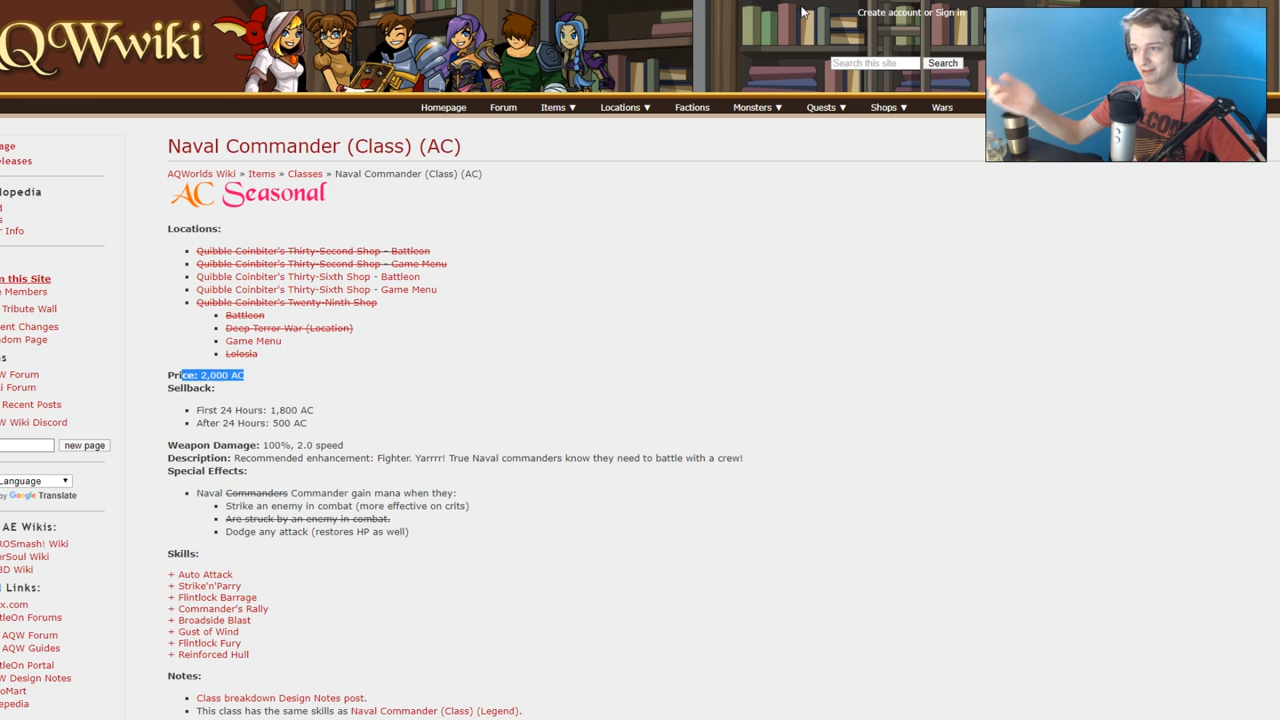 QWwiki
Create account or Sign in
Search this site
Search
Homepage
Forum
Items ▼
Locations ▼
Factions
Monsters ▼
Quests ▼
Shops ▼
Wars
Naval Commander (Class) (AC)
AQWorlds Wiki » Items » Classes » Naval Commander (Class) (AC)
AC Seasonal
Locations:
Quibble Coinbiter's Thirty-Second Shop - Battleon
Quibble Coinbiter's Thirty-Second Shop - Game Menu
Quibble Coinbiter's Thirty-Sixth Shop - Battleon
Quibble Coinbiter's Thirty-Sixth Shop - Game Menu
Quibble Coinbiter's Twenty-Ninth Shop
Battleon
Deep Terror War (Location)
Game Menu
Lolosia
Price: 2,000 AC
Sellback:
First 24 Hours: 1,800 AC
After 24 Hours: 500 AC
Weapon Damage: 100%, 2.0 speed
Description: Recommended enhancement: Fighter. Yarrrr! True Naval commanders know they need to battle with a crew!
Special Effects:
Naval Commanders Commander gain mana when they:
Strike an enemy in combat (more effective on crits)
Are struck by an enemy in combat.
Dodge any attack (restores HP as well)
Skills:
+ Auto Attack
+ Strike'n'Parry
+ Flintlock Barrage
+ Commander's Rally
+ Broadside Blast
+ Gust of Wind
+ Flintlock Fury
+ Reinforced Hull
Notes:
Class breakdown Design Notes post.
This class has the same skills as Naval Commander (Class) (Legend).
age
eleases
lopedia
d
s
r Info
n this Site
e Members
Tribute Wall
ent Changes
ndom Page
ns
W Forum
ki Forum
Recent Posts
W Wiki Discord
new page
Language
by Google Translate
AE Wikis:
ROSmash! Wiki
erSoul Wiki
3D Wiki
l Links:
x.com
tleOn Forums
AQW Forum
AQW Guides
tleOn Portal
W Design Notes
oMart
epedia